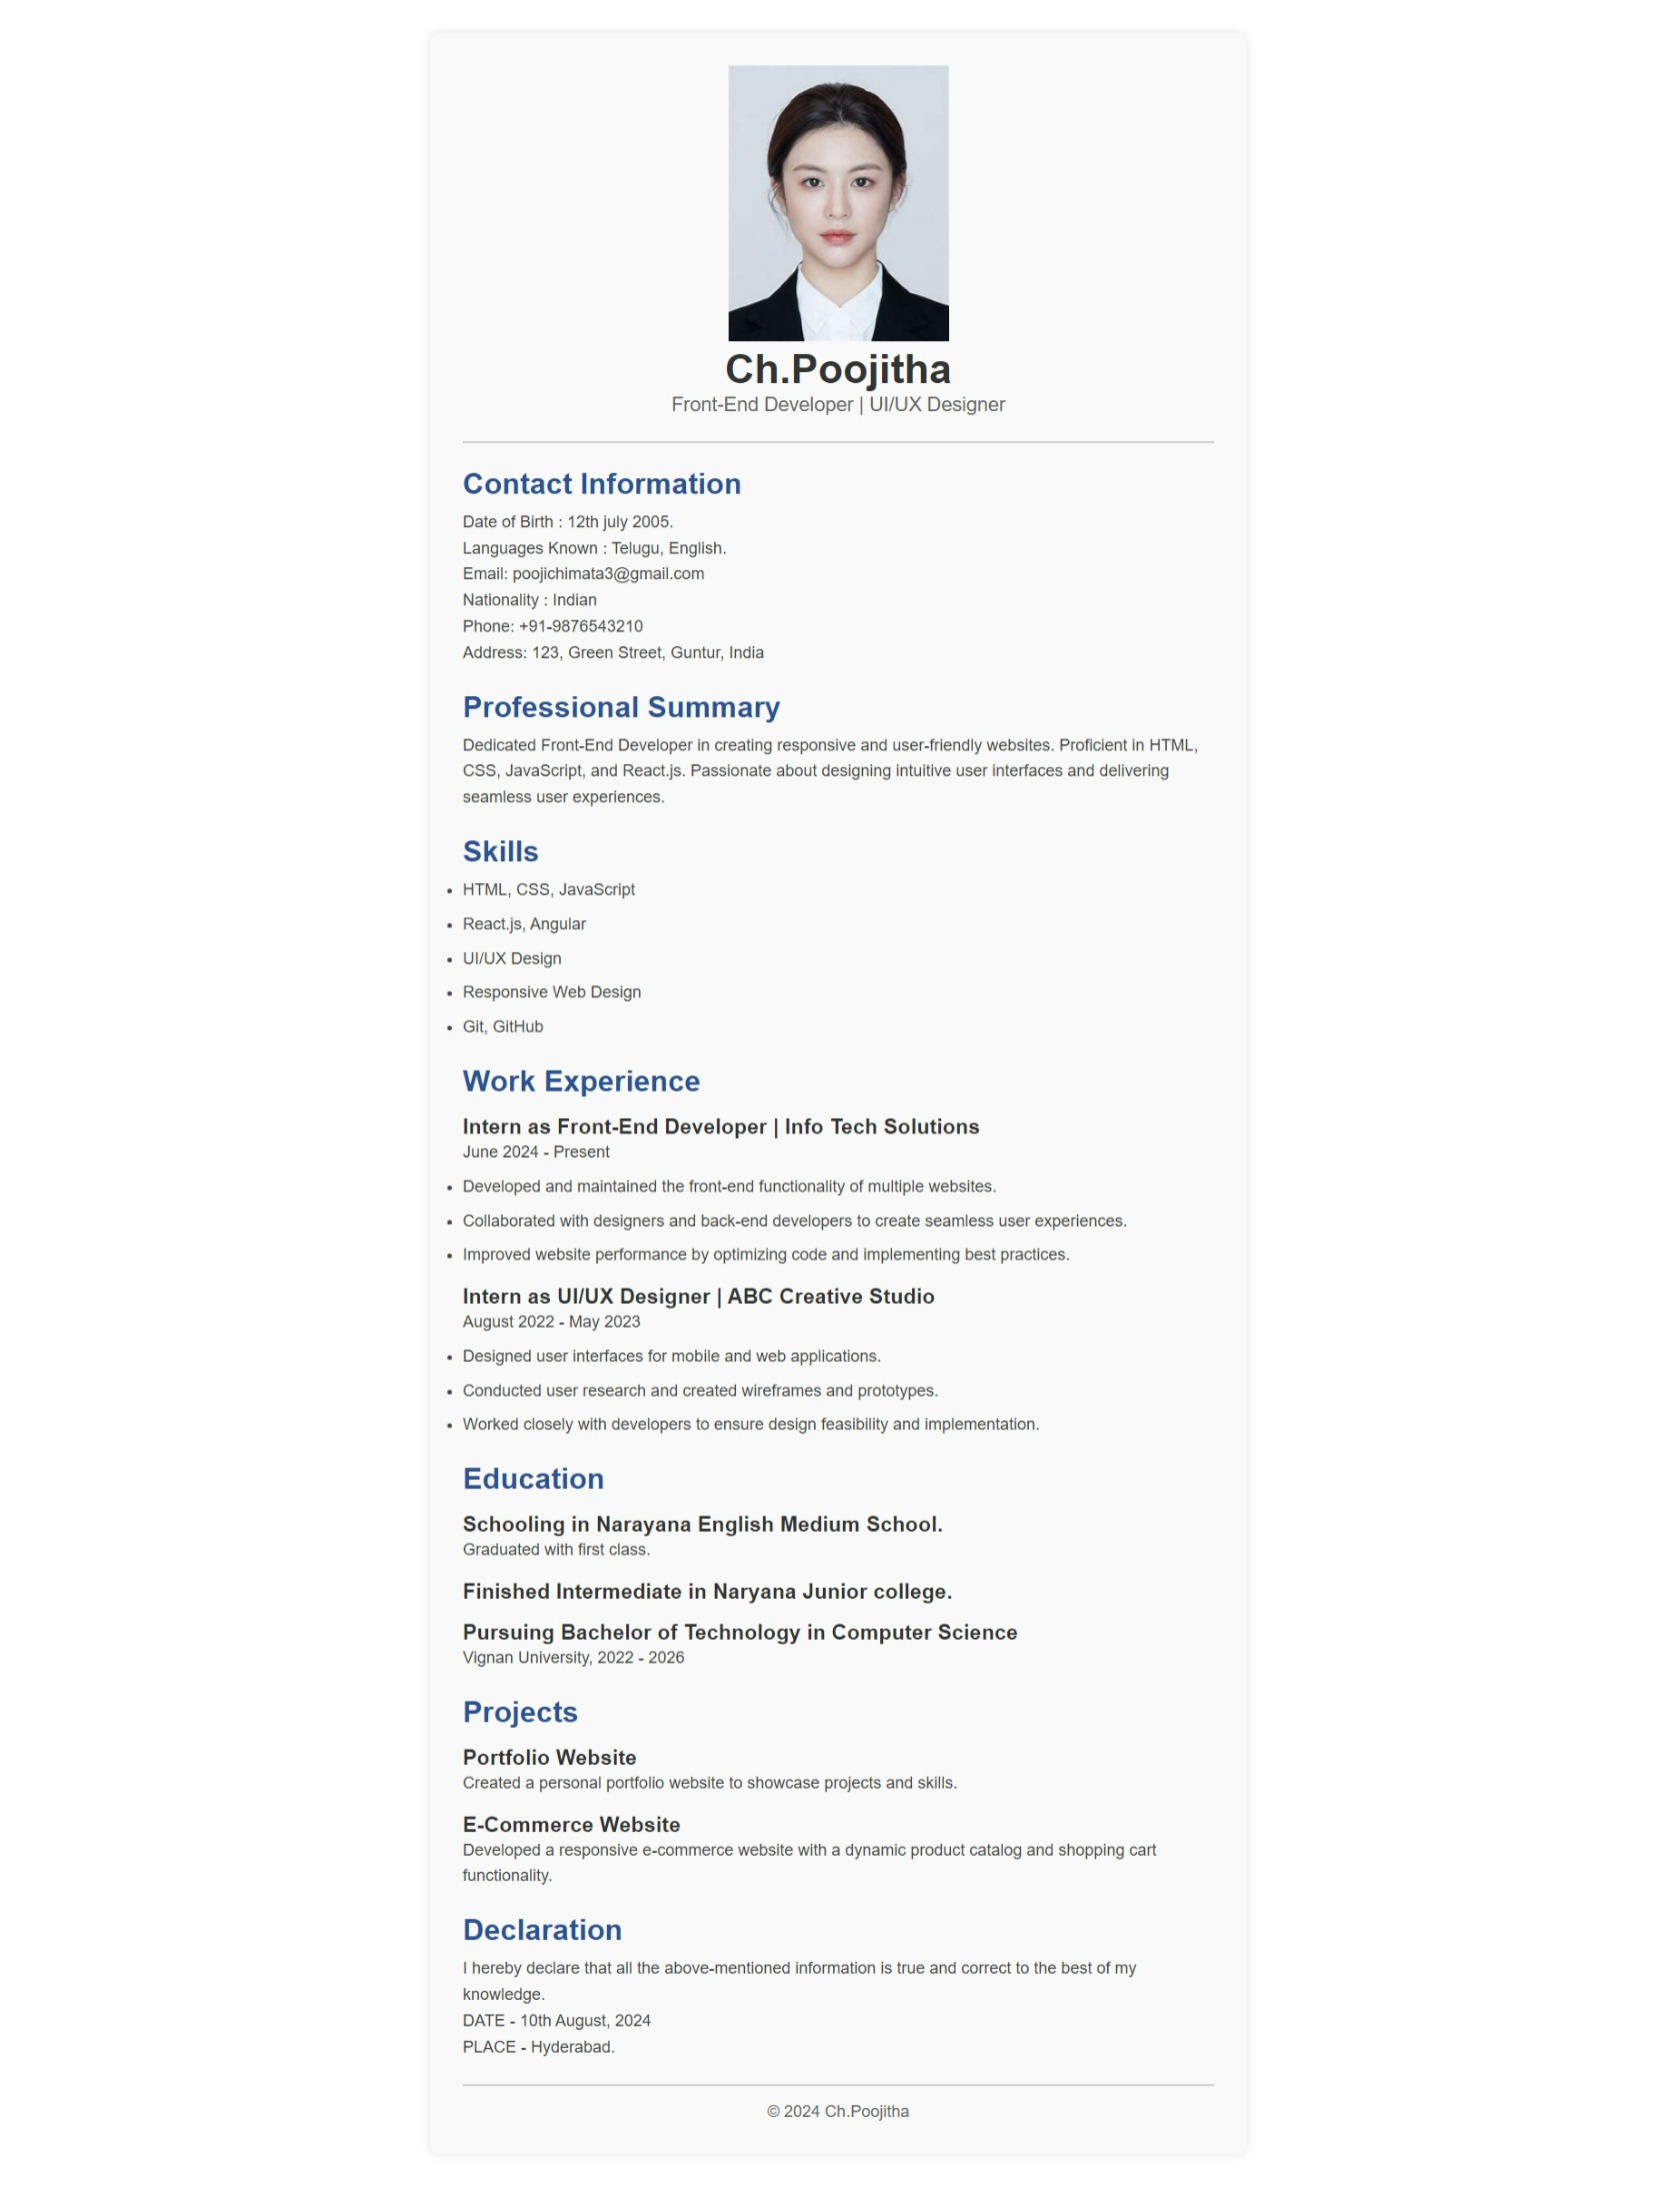 Ch.Poojitha
Front-End Developer | UI/UX Designer
Contact Information
Date of Birth : 12th july 2005.
Languages Known : Telugu, English.
Email: poojichimata3@gmail.com
Nationality : Indian
Phone: +91-9876543210
Address: 123, Green Street, Guntur, India
Professional Summary
Dedicated Front-End Developer in creating responsive and user-friendly websites. Proficient in HTML,
CSS, JavaScript, and React.js. Passionate about designing intuitive user interfaces and delivering
seamless user experiences.
Skills
• HTML, CSS, JavaScript
• React.js, Angular
• UI/UX Design
• Responsive Web Design
• Git, GitHub
Work Experience
Intern as Front-End Developer | Info Tech Solutions
June 2024 - Present
• Developed and maintained the front-end functionality of multiple websites.
• Collaborated with designers and back-end developers to create seamless user experiences.
• Improved website performance by optimizing code and implementing best practices.
Intern as UI/UX Designer | ABC Creative Studio
August 2022 - May 2023
• Designed user interfaces for mobile and web applications.
• Conducted user research and created wireframes and prototypes.
• Worked closely with developers to ensure design feasibility and implementation.
Education
Schooling in Narayana English Medium School.
Graduated with first class.
Finished Intermediate in Naryana Junior college.
Pursuing Bachelor of Technology in Computer Science
Vignan University, 2022 - 2026
Projects
Portfolio Website
Created a personal portfolio website to showcase projects and skills.
E-Commerce Website
Developed a responsive e-commerce website with a dynamic product catalog and shopping cart
functionality.
Declaration
I hereby declare that all the above-mentioned information is true and correct to the best of my
knowledge.
DATE - 10th August, 2024
PLACE - Hyderabad.
© 2024 Ch.Poojitha